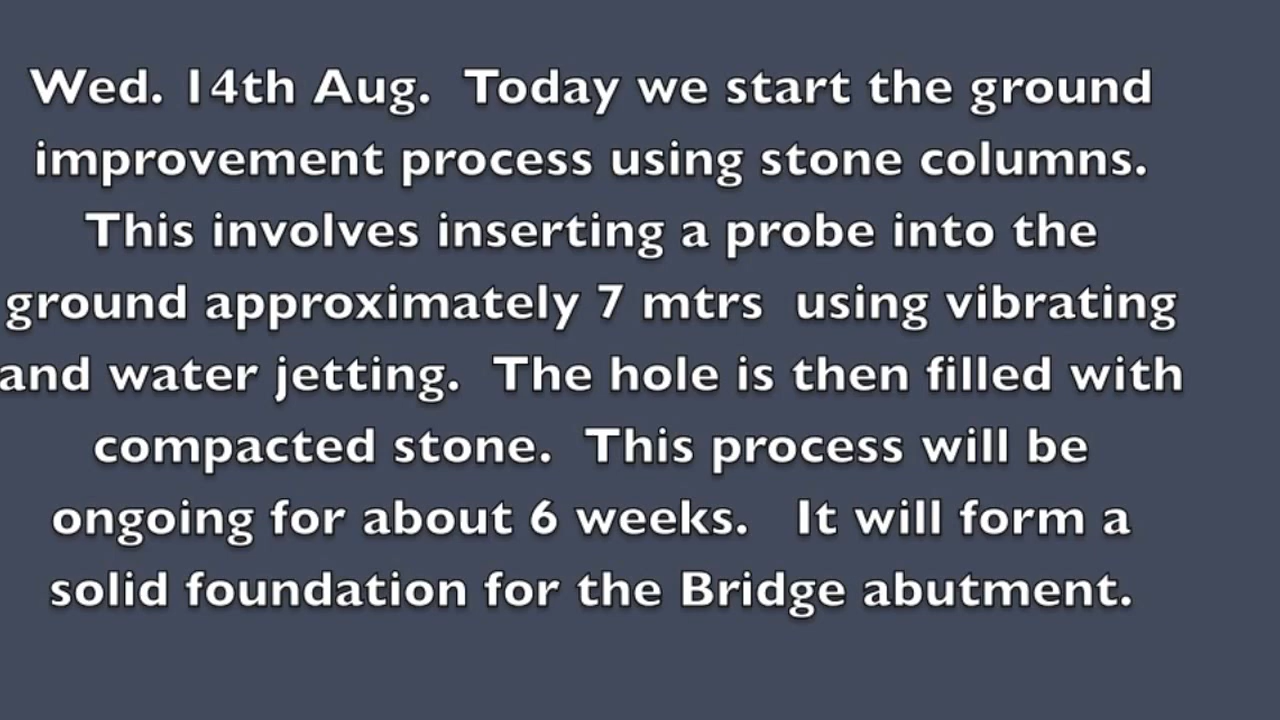 Wed. 14th Aug.  Today we start the ground
improvement process using stone columns.
This involves inserting a probe into the
ground approximately 7 mtrs  using vibrating
and water jetting.  The hole is then filled with
compacted stone.  This process will be
ongoing for about 6 weeks.   It will form a
solid foundation for the Bridge abutment.